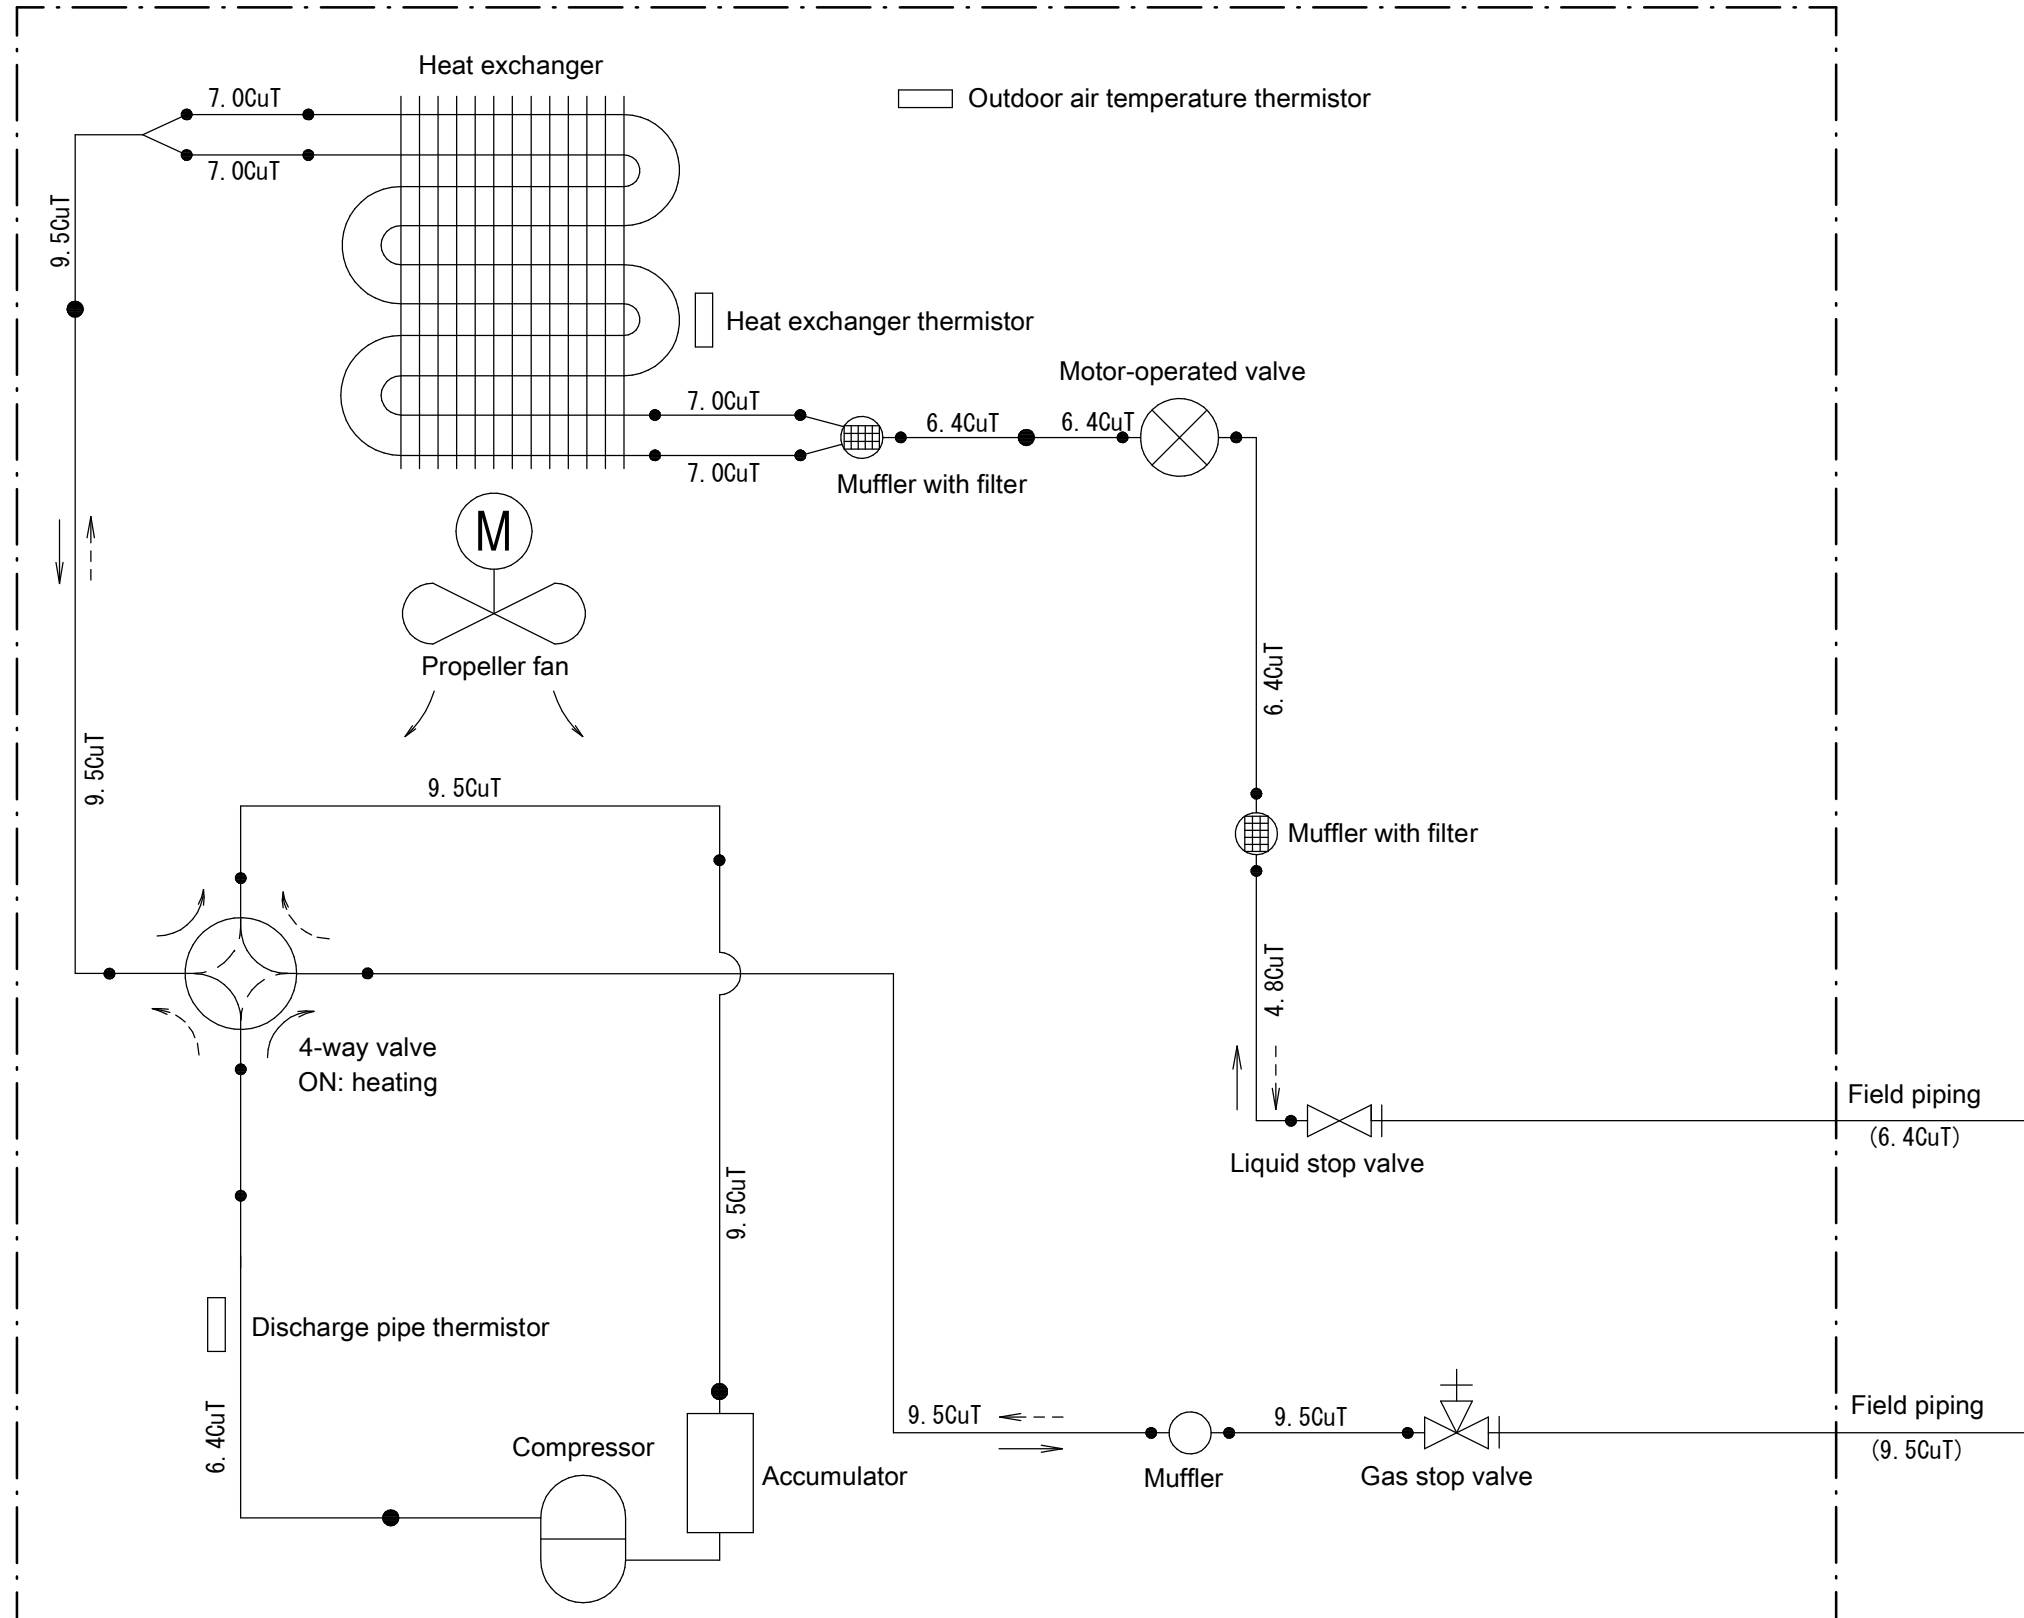 Heat exchanger
7.0CuT
Outdoor air temperature thermistor
7.0CuT
9.5CuT
Heat exchanger thermistor
Motor-operated valve
7.0CuT
6.4CuT
6.4CuT
7.0CuT
Muffler with filter
M
Propeller fan
6.4CuT
9.5CuT
9.5CuT
Muffler with filter
4.8CuT
4-way valve
ON: heating
Field piping
(6.4CuT)
Liquid stop valve
9.5CuT
Discharge pipe thermistor
6.4CuT
9.5CuT
9.5CuT
Field piping
(9.5CuT)
Compressor
Accumulator
Muffler
Gas stop valve